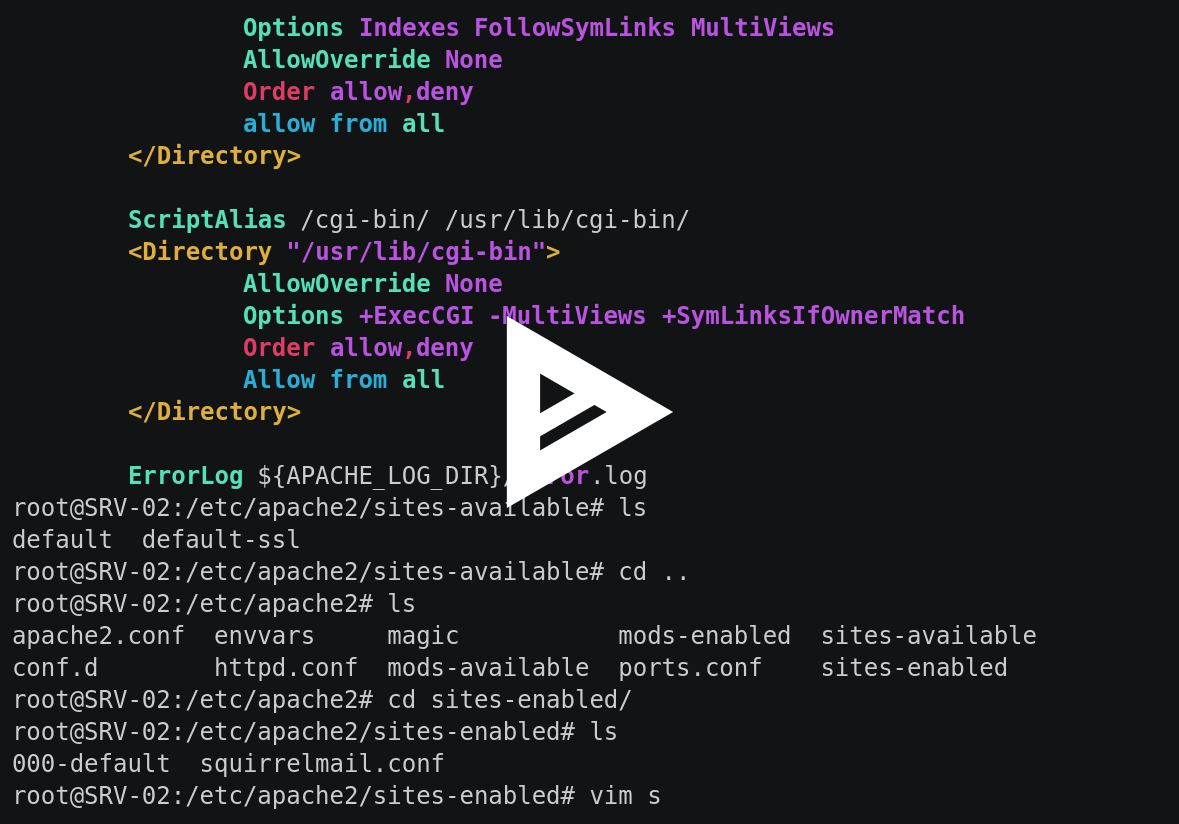 Options Indexes FollowSymLinks MultiViews
AllowOverride None
Order allow,deny
allow from all
</Directory>
ScriptAlias /cgi-bin/ /usr/lib/cgi-bin/
<Directory "/usr/lib/cgi-bin">
AllowOverride None
Options +ExecCGI -MultiViews +SymLinksIfOwnerMatch
Order allow,deny
Allow from all
</Directory>
ErrorLog ${APACHE_LOG_DIR}/error.log
root@SRV-02:/etc/apache2/sites-available# ls
default  default-ssl
root@SRV-02:/etc/apache2/sites-available# cd ..
root@SRV-02:/etc/apache2# ls
apache2.conf  envvars     magic           mods-enabled  sites-available
conf.d        httpd.conf  mods-available  ports.conf    sites-enabled
root@SRV-02:/etc/apache2# cd sites-enabled/
root@SRV-02:/etc/apache2/sites-enabled# ls
000-default  squirrelmail.conf
root@SRV-02:/etc/apache2/sites-enabled# vim s